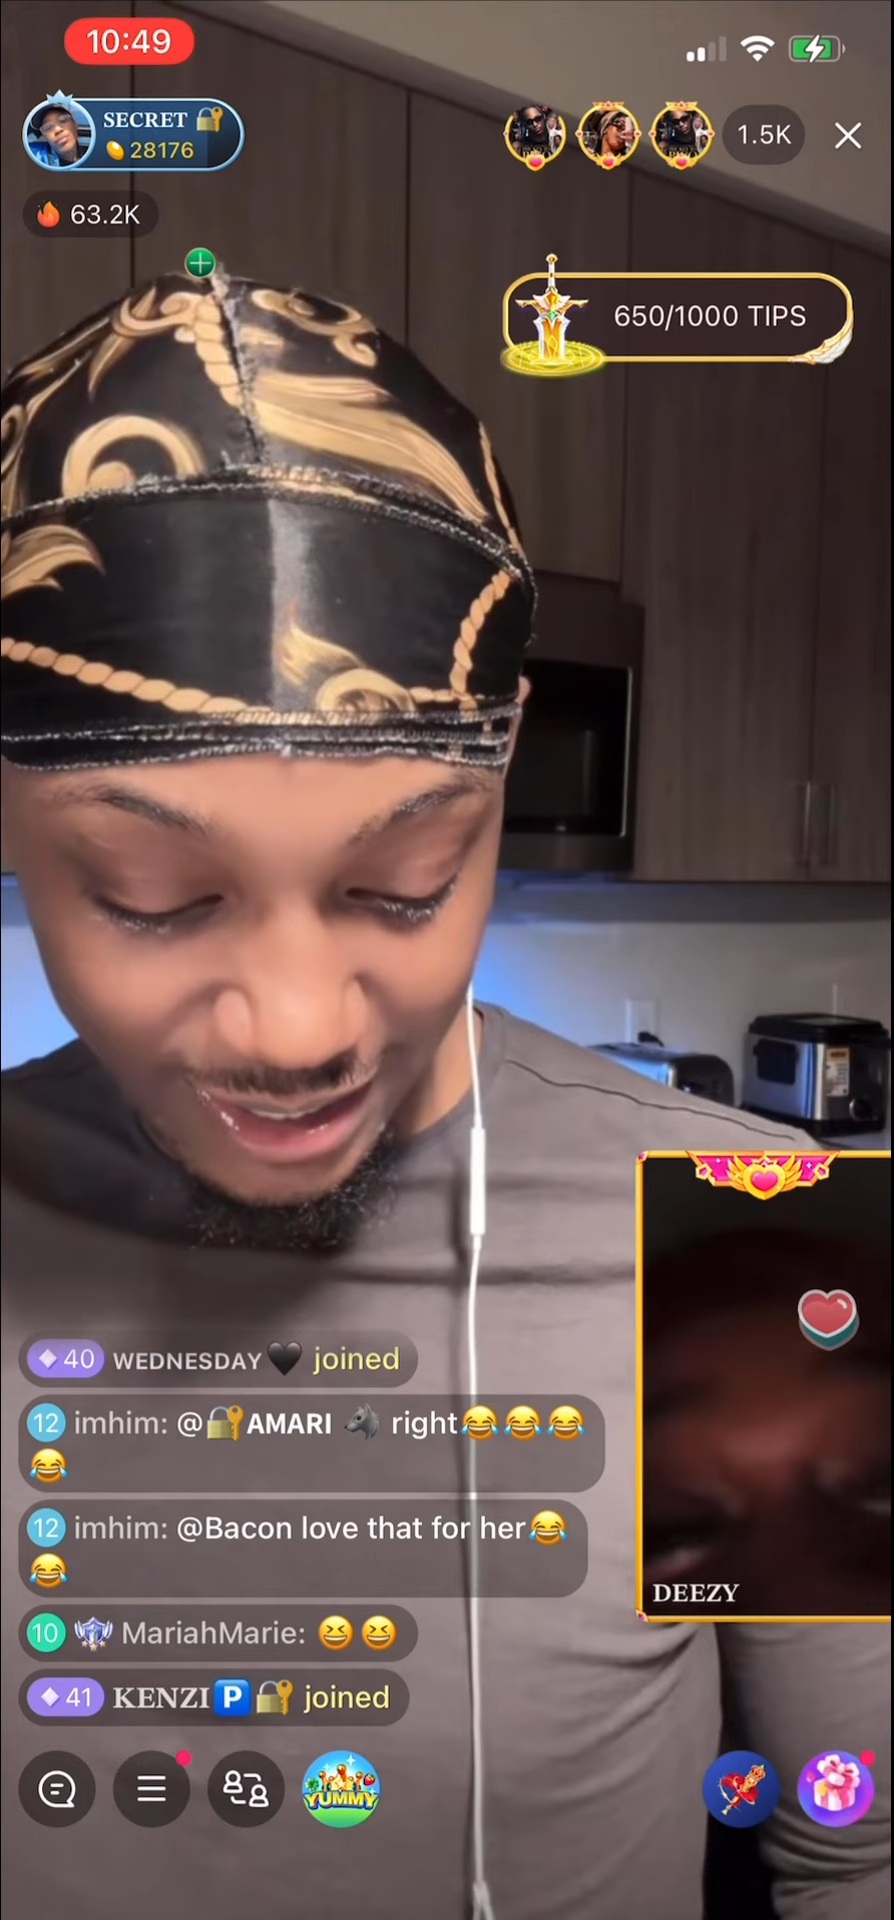 10:49
SECRET 🔐
28176
1.5K
63.2K
650/1000 TIPS
40 WEDNESDAY🖤 joined
12 imhim: @🔐AMARI 🐺 right😂😂😂
😂
12 imhim: @Bacon love that for her😂
😂
DEEZY
10 MariahMarie: 😆😆
41 KENZI🅿️🔐 joined
YUMMY